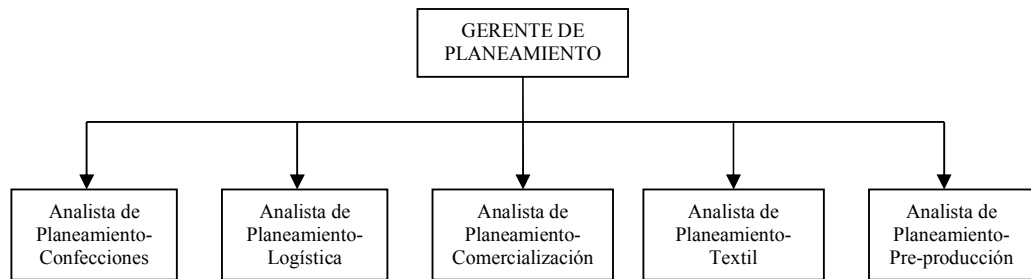 GERENTE DE
PLANEAMIENTO
Analista de
Planeamiento-
Confecciones
Analista de
Planeamiento-
Logística
Analista de
Planeamiento-
Comercialización
Analista de
Planeamiento-
Textil
Analista de
Planeamiento-
Pre-producción